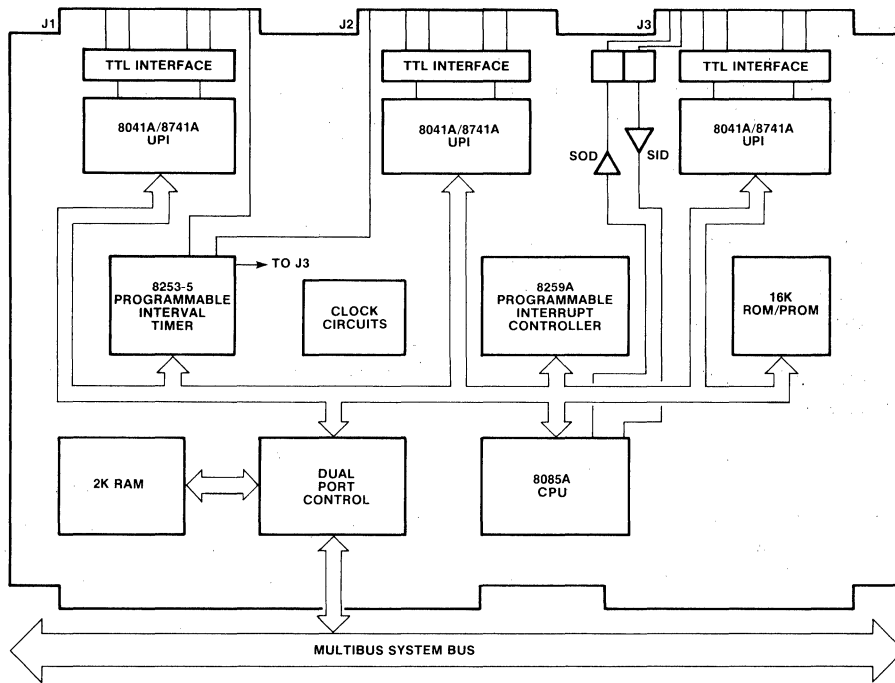 J1
J2
J3
TTL INTERFACE
TTL INTERFACE
TTL INTERFACE
8041A/8741A
UPI
8041A/8741A
UPI
8041A/8741A
UPI
SOD
SID
TO J3
8253-5
PROGRAMMABLE
INTERVAL
TIMER
CLOCK
CIRCUITS
8259A
PROGRAMMABLE
INTERRUPT
CONTROLLER
16K
ROM/PROM
2K RAM
DUAL
PORT
CONTROL
8085A
CPU
MULTIBUS SYSTEM BUS